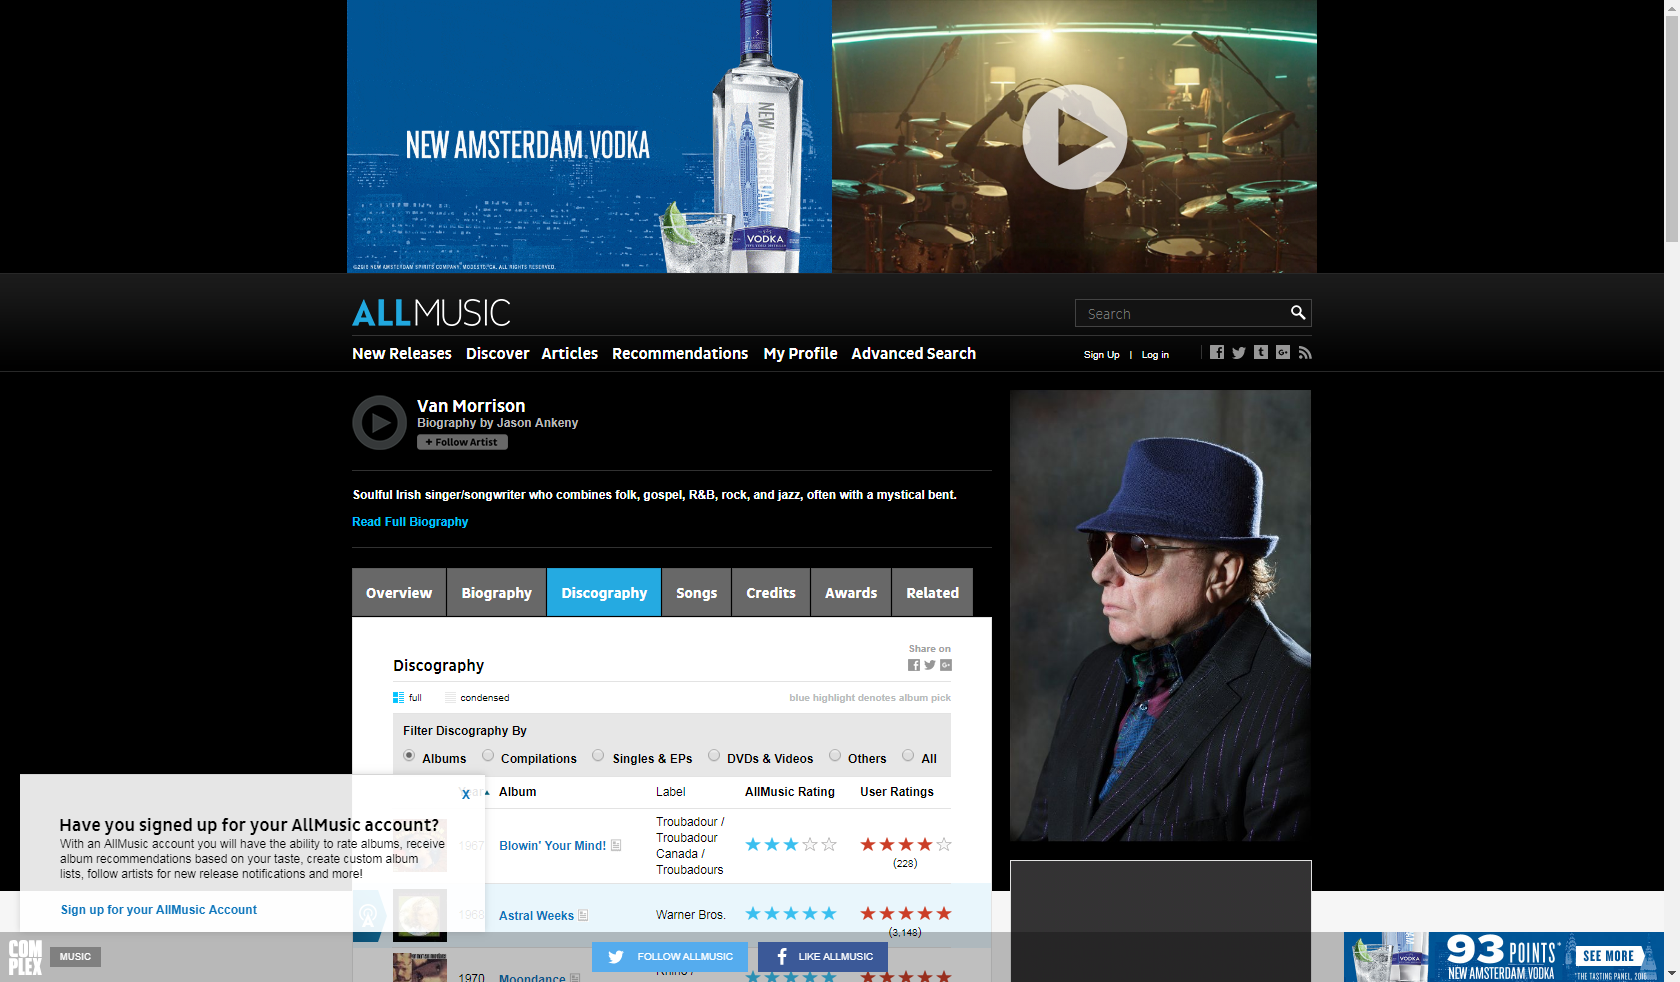 NEW AMSTERDAM VODKA
NEW AMSTERDAM
VODKA
©2015 NEW AMSTERDAM SPIRITS COMPANY, MODESTO, CA. ALL RIGHTS RESERVED.
ALLMUSIC
Search
New Releases Discover Articles Recommendations My Profile Advanced Search
Sign Up | Log in
Van Morrison
Biography by Jason Ankeny
+ Follow Artist
Soulful Irish singer/songwriter who combines folk, gospel, R&B, rock, and jazz, often with a mystical bent.
Read Full Biography
Overview Biography Discography Songs Credits Awards Related
Share on
Discography
full condensed blue highlight denotes album pick
Filter Discography By
Albums Compilations Singles & EPs DVDs & Videos Others All
Year Album Label AllMusic Rating User Ratings
X
Have you signed up for your AllMusic account?
With an AllMusic account you will have the ability to rate albums, receive
album recommendations based on your taste, create custom album
lists, follow artists for new release notifications and more!
Sign up for your AllMusic Account
1967 Blowin' Your Mind!
Troubadour /
Troubadour
Canada /
Troubadours
(228)
1968 Astral Weeks Warner Bros.
(3,148)
1970 Moondance Rhino /
COMPLEX
MUSIC
FOLLOW ALLMUSIC
LIKE ALLMUSIC
VODKA
93 POINTS*
NEW AMSTERDAM VODKA
SEE MORE